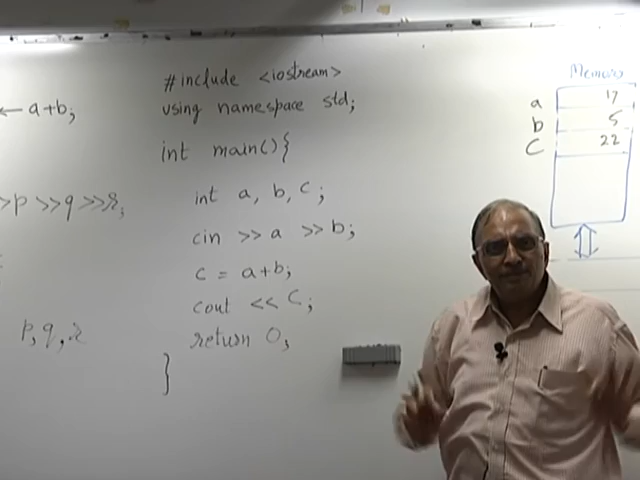 ← a+b;
>p >>q >>r;
p, q, r
#include <iostream>
using namespace std;
int main(){
int a, b, c;
cin >> a >> b;
c = a+b;
cout << C;
return 0;
}
Memory
a 17
b 5
C 22